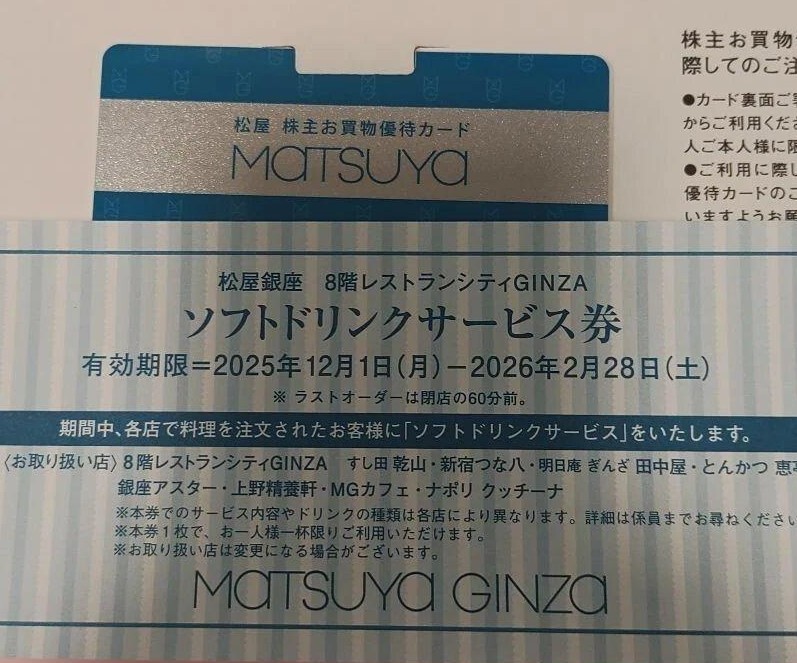 株主お買物
際してのご注
●カード裏面ご
からご利用くださ
人ご本人様に限
●ご利用に際し
優待カードのご
いますようお願
松屋 株主お買物優待カード
MATSUYA
松屋銀座 8階レストランシティGINZA
ソフトドリンクサービス券
有効期限=2025年12月1日(月)-2026年2月28日(土)
※ ラストオーダーは閉店の60分前。
期間中、各店で料理を注文されたお客様に「ソフトドリンクサービス」をいたします。
〈お取り扱い店〉8階レストランシティGINZA すし田 乾山・新宿つな八・明日庵 ぎんざ 田中屋・とんかつ 恵亭
銀座アスター・上野精養軒・MGカフェ・ナポリ クッチーナ
※本券でのサービス内容やドリンクの種類は各店により異なります。詳細は係員までお尋ねください
※本券1枚で、お一人様一杯限りご利用いただけます。
※お取り扱い店は変更になる場合がございます。
MATSUYA GINZA